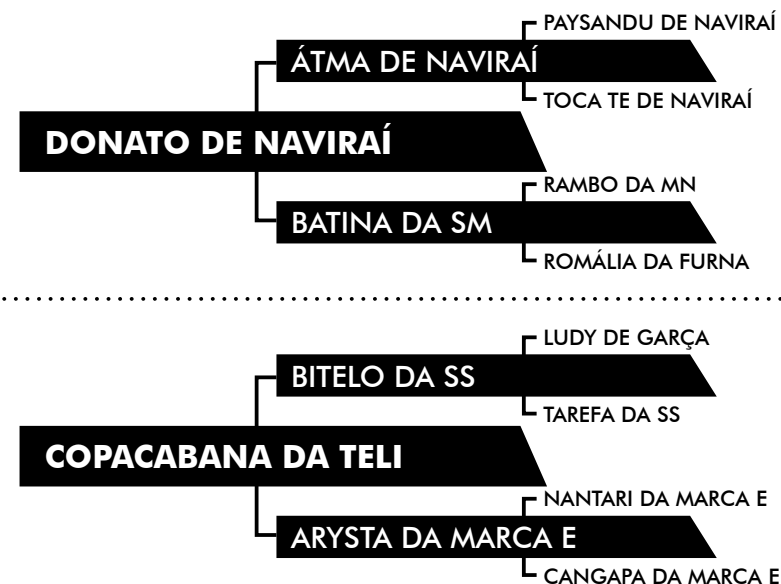 PAYSANDU DE NAVIRAÍ
ÁTMA DE NAVIRAÍ
TOCA TE DE NAVIRAÍ
DONATO DE NAVIRAÍ
RAMBO DA MN
BATINA DA SM
ROMÁLIA DA FURNA
LUDY DE GARÇA
BITELO DA SS
TAREFA DA SS
COPACABANA DA TELI
NANTARI DA MARCA E
ARYSTA DA MARCA E
CANGAPA DA MARCA E